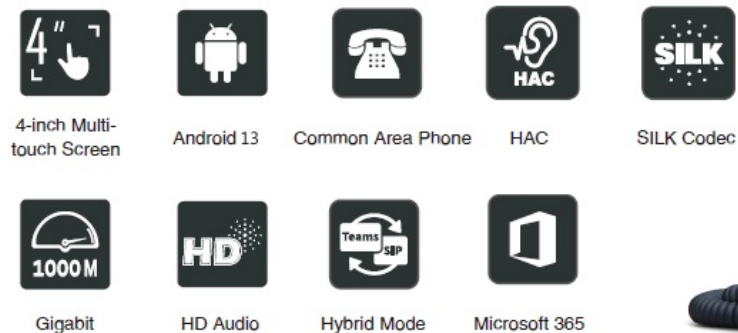 4"
HAC
SILK
4-inch Multi-
touch Screen
Android 13
Common Area Phone
HAC
SILK Codec
1000M
HD
Teams
SIP
Gigabit
HD Audio
Hybrid Mode
Microsoft 365